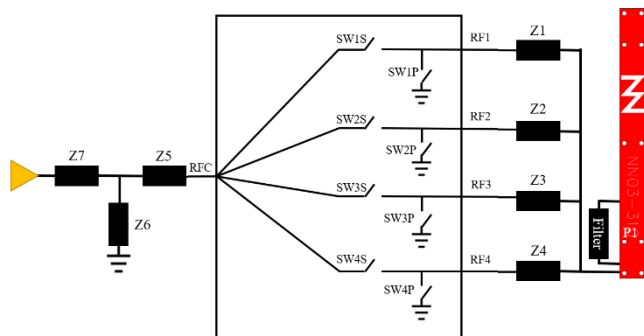 SW1S
RF1
Z1
SW1P
SW2S
RF2
Z2
SW2P
Z7
Z5
RFC
Z6
SW3S
RF3
Z3
SW3P
SW4S
RF4
Z4
SW4P
Filter
P1